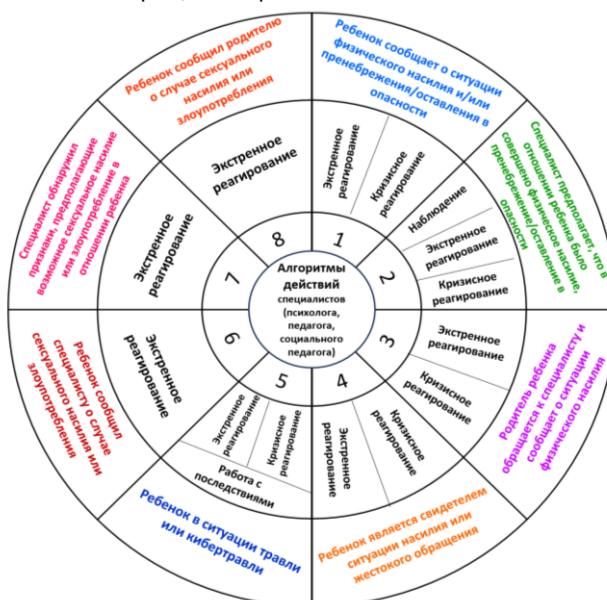 Алгоритмы
действий
специалистов
(психолога,
педагога,
социального
педагога)
1
Ребенок сообщает о ситуации
физического насилия и/или
пренебрежения/оставления в
опасности
Экстренное
реагирование
Кризисное
реагирование
2
Специалист предполагает, что в
отношении ребенка было
совершено физическое насилие,
пренебрежение/оставление в
опасности
Наблюдение
Экстренное
реагирование
Кризисное
реагирование
3
Родитель ребенка
обращается к специалисту и
сообщает о ситуации
физического насилия
Экстренное
реагирование
Кризисное
реагирование
4
Ребенок является свидетелем
ситуации насилия или
жестокого обращения
Кризисное
реагирование
Экстренное
реагирование
5
Ребенок в ситуации травли
или кибертравли
Экстренное
реагирование
Кризисное
реагирование
Работа с
последствиями
6
Ребенок сообщил
специалисту о случае
сексуального насилия или
злоупотребления
Экстренное
реагирование
7
Специалист обнаружил
признаки, предполагающие
возможное сексуальное насилие
или злоупотребление в
отношении ребенка
Экстренное
реагирование
8
Ребенок сообщил родителю
о случае сексуального
насилия или
злоупотребления
Экстренное
реагирование